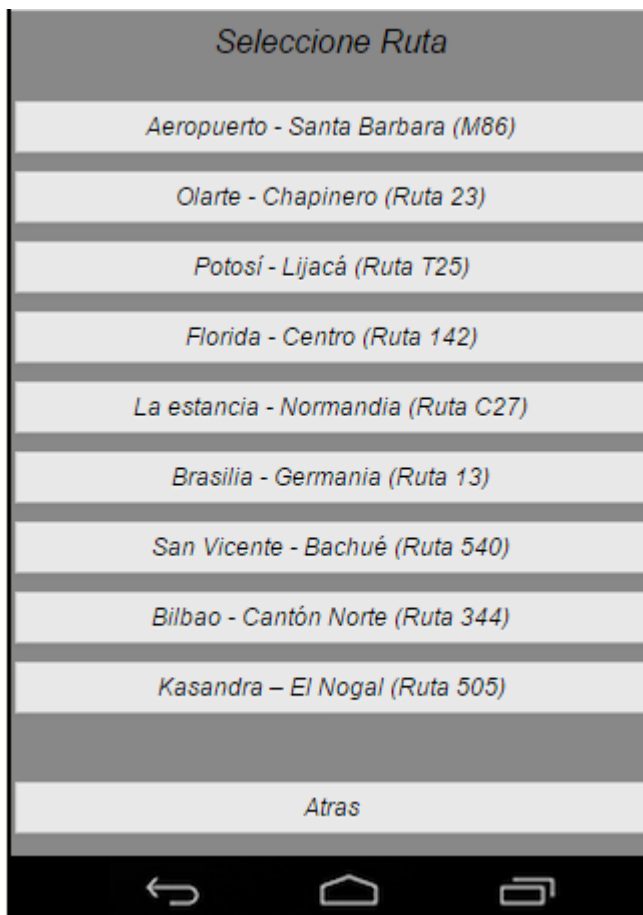 Seleccione Ruta
Aeropuerto - Santa Barbara (M86)
Olarte - Chapinero (Ruta 23)
Potosí - Lijacá (Ruta T25)
Florida - Centro (Ruta 142)
La estancia - Normandia (Ruta C27)
Brasilia - Germania (Ruta 13)
San Vicente - Bachué (Ruta 540)
Bilbao - Cantón Norte (Ruta 344)
Kasandra – El Nogal (Ruta 505)
Atras